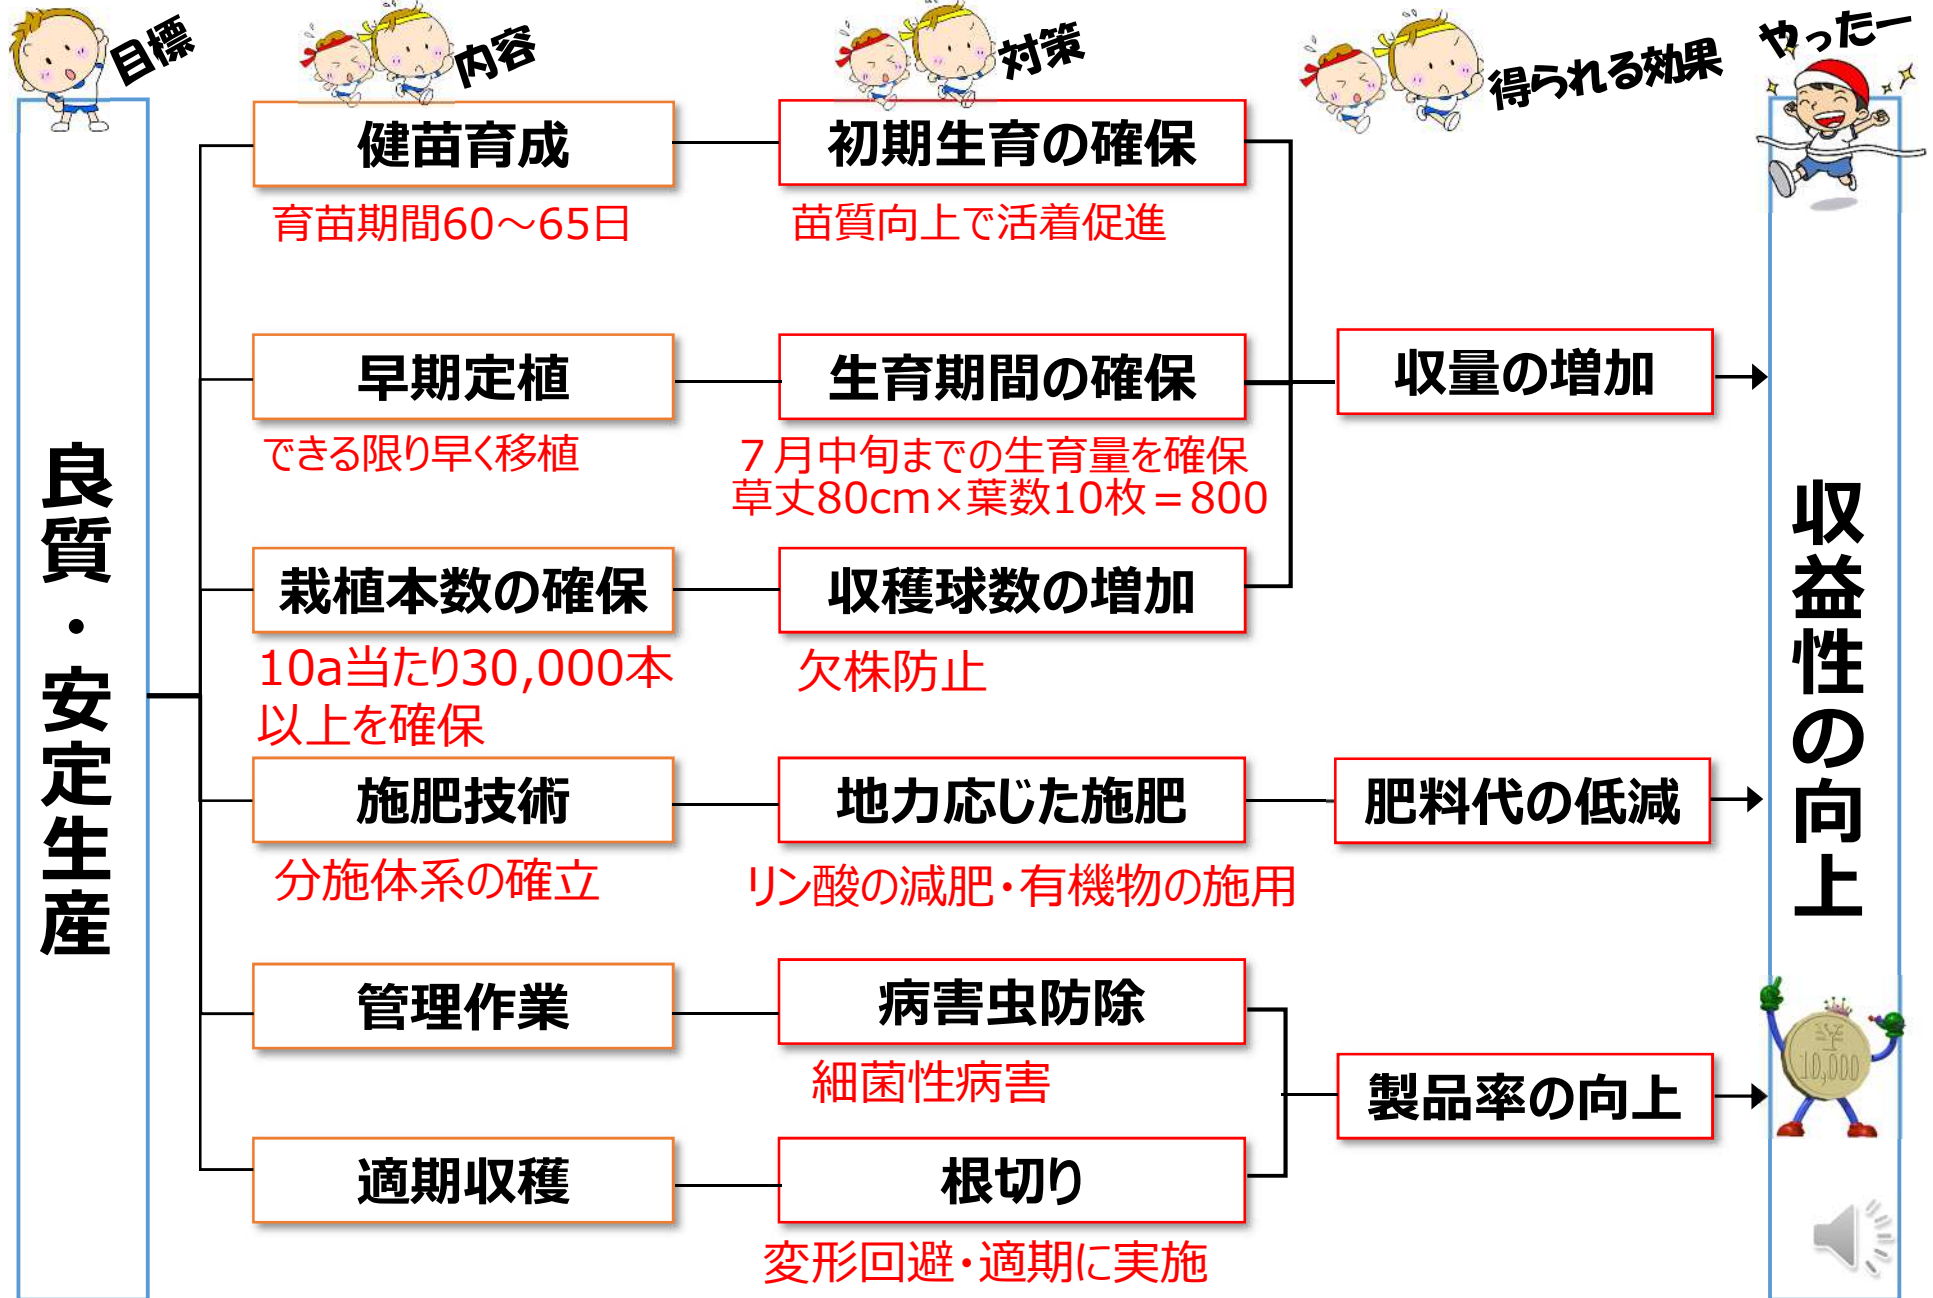 目標
内容
対策
得られる効果
やったー
良質・安定生産
健苗育成
育苗期間60～65日
初期生育の確保
苗質向上で活着促進
早期定植
できる限り早く移植
生育期間の確保
７月中旬までの生育量を確保
草丈80cm×葉数10枚＝800
収量の増加
栽植本数の確保
10a当たり30,000本
以上を確保
収穫球数の増加
欠株防止
施肥技術
分施体系の確立
地力応じた施肥
リン酸の減肥・有機物の施用
肥料代の低減
管理作業
病害虫防除
細菌性病害
製品率の向上
適期収穫
根切り
変形回避・適期に実施
収益性の向上
¥
10,000